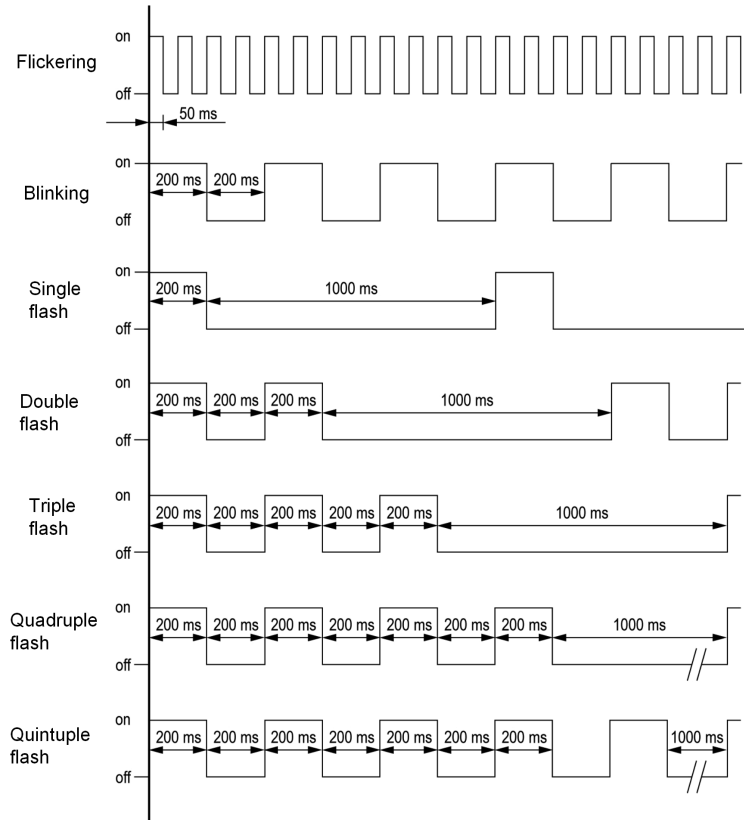 on
Flickering
off
50 ms
on
200 ms 200 ms
Blinking
off
on
Single
flash
200 ms 1000 ms
off
on
Double
flash
200 ms 200 ms 200 ms 1000 ms
off
on
Triple
flash
200 ms 200 ms 200 ms 200 ms 200 ms 1000 ms
off
on
Quadruple
flash
200 ms 200 ms 200 ms 200 ms 200 ms 200 ms 200 ms 1000 ms
off
on
Quintuple
flash
200 ms 200 ms 200 ms 200 ms 200 ms 200 ms 200 ms 1000 ms
off